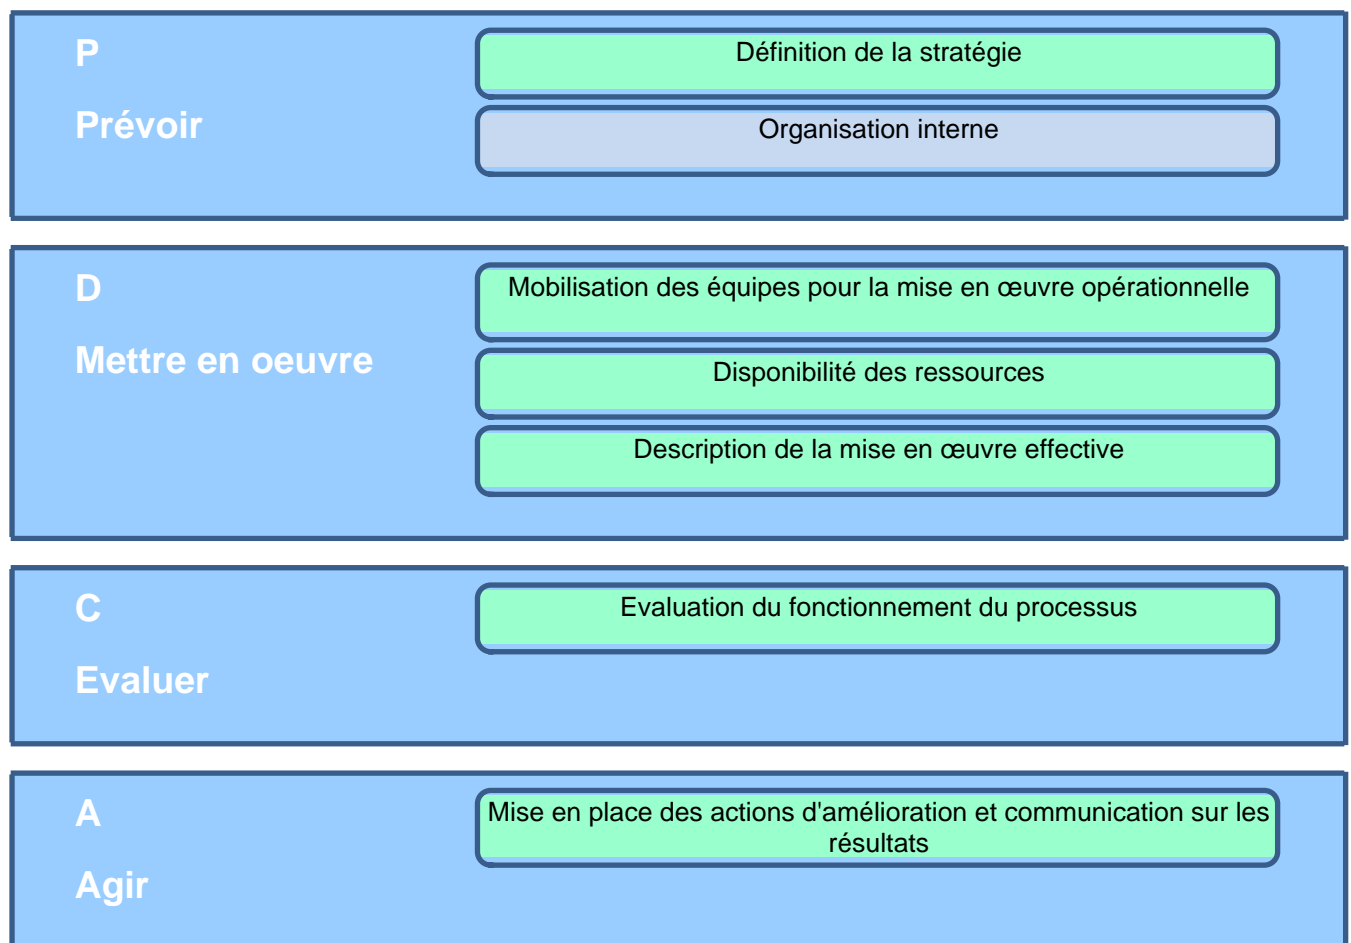 P
Définition de la stratégie
Prévoir
Organisation interne
D
Mobilisation des équipes pour la mise en œuvre opérationnelle
Mettre en oeuvre
Disponibilité des ressources
Description de la mise en œuvre effective
C
Evaluation du fonctionnement du processus
Evaluer
A
Mise en place des actions d'amélioration et communication sur les
résultats
Agir